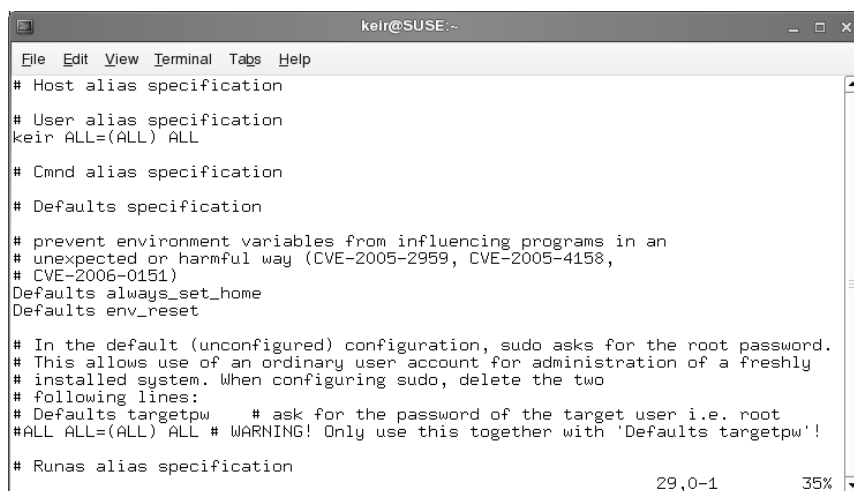 keir@SUSE:~
File Edit View Terminal Tabs Help
# Host alias specification
# User alias specification
keir ALL=(ALL) ALL
# Cmnd alias specification
# Defaults specification
# prevent environment variables from influencing programs in an
# unexpected or harmful way (CVE-2005-2959, CVE-2005-4158,
# CVE-2006-0151)
Defaults always_set_home
Defaults env_reset
# In the default (unconfigured) configuration, sudo asks for the root password.
# This allows use of an ordinary user account for administration of a freshly
# installed system. When configuring sudo, delete the two
# following lines:
# Defaults targetpw    # ask for the password of the target user i.e. root
#ALL ALL=(ALL) ALL # WARNING! Only use this together with 'Defaults targetpw'!
# Runas alias specification
29,0-1 35%